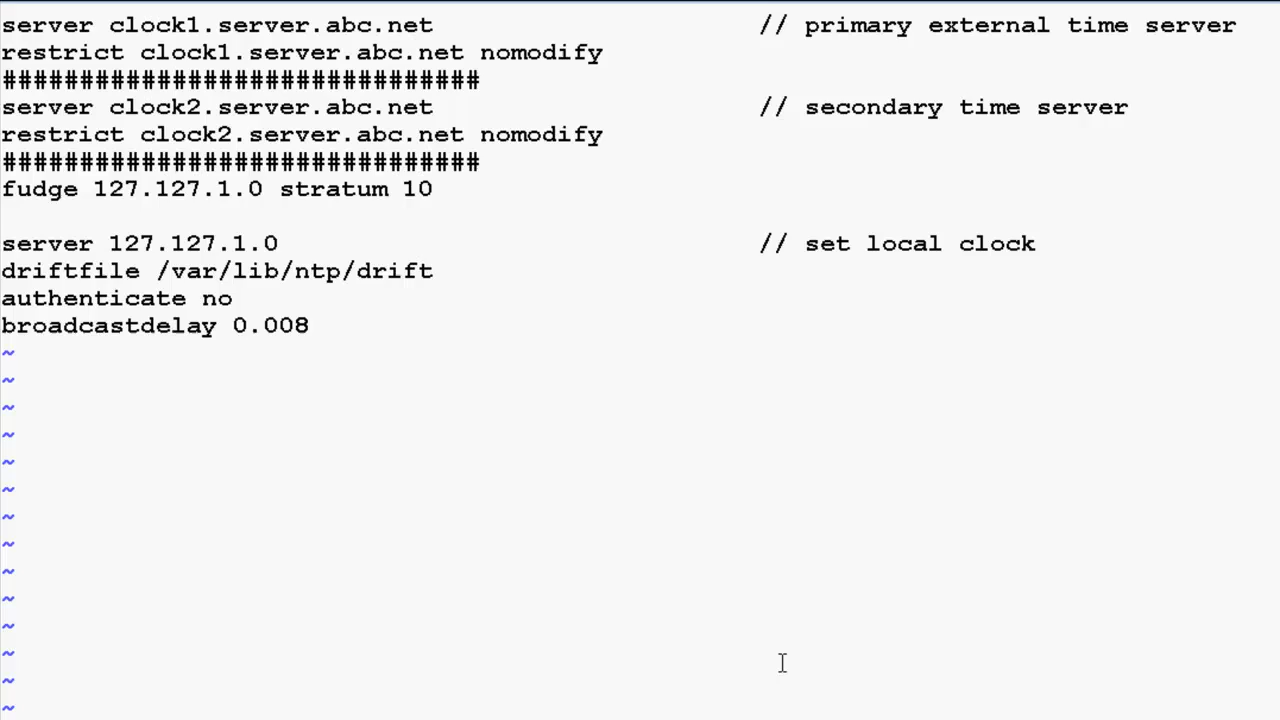 server clock1.server.abc.net // primary external time server
restrict clock1.server.abc.net nomodify
###############################
server clock2.server.abc.net // secondary time server
restrict clock2.server.abc.net nomodify
###############################
fudge 127.127.1.0 stratum 10
server 127.127.1.0 // set local clock
driftfile /var/lib/ntp/drift
authenticate no
broadcastdelay 0.008
~
~
~
~
~
~
~
~
~
~
~
~
~
~